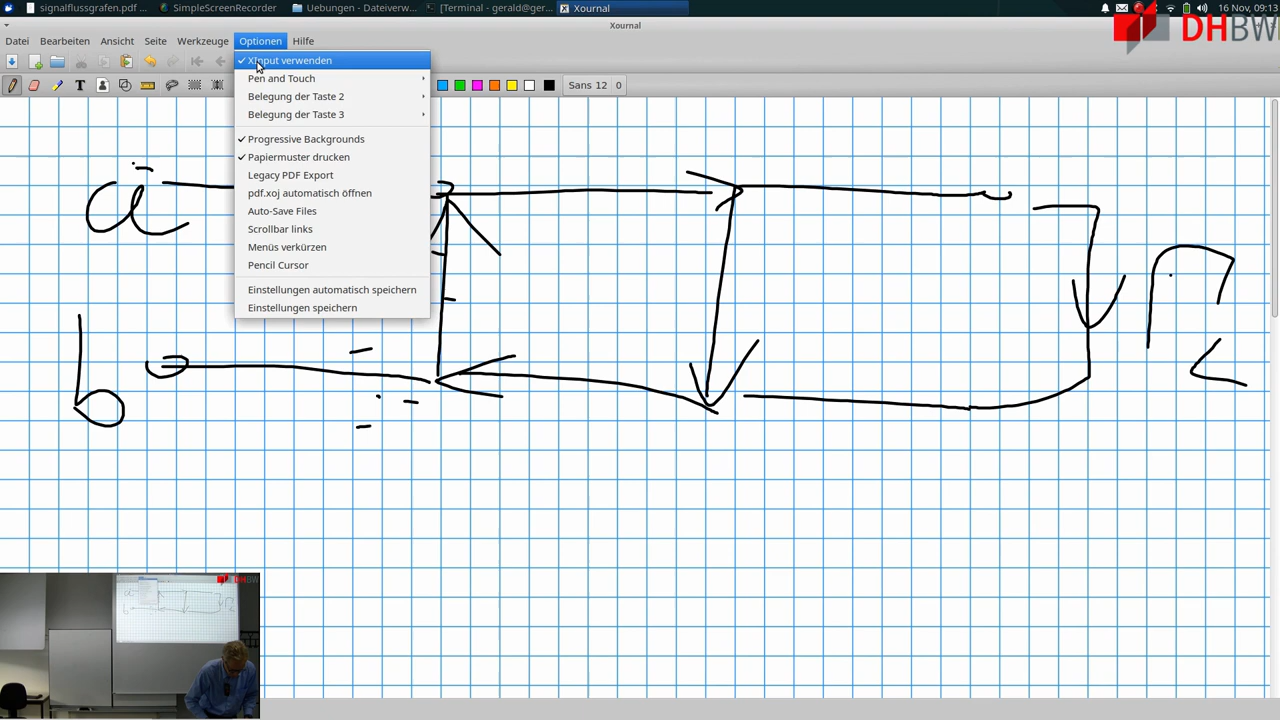 signalflussgrafen.pdf ...
SimpleScreenRecorder
Uebungen - Dateiverw...
[Terminal - gerald@ger...
Xournal
16 Nov, 09:13
Xournal
DHBW
Datei
Bearbeiten
Ansicht
Seite
Werkzeuge
Optionen
Hilfe
XInput verwenden
Pen and Touch
Belegung der Taste 2
Belegung der Taste 3
Progressive Backgrounds
Papiermuster drucken
Legacy PDF Export
pdf.xoj automatisch öffnen
Auto-Save Files
Scrollbar links
Menüs verkürzen
Pencil Cursor
Einstellungen automatisch speichern
Einstellungen speichern
Sans 12
0
a
b
DHBW